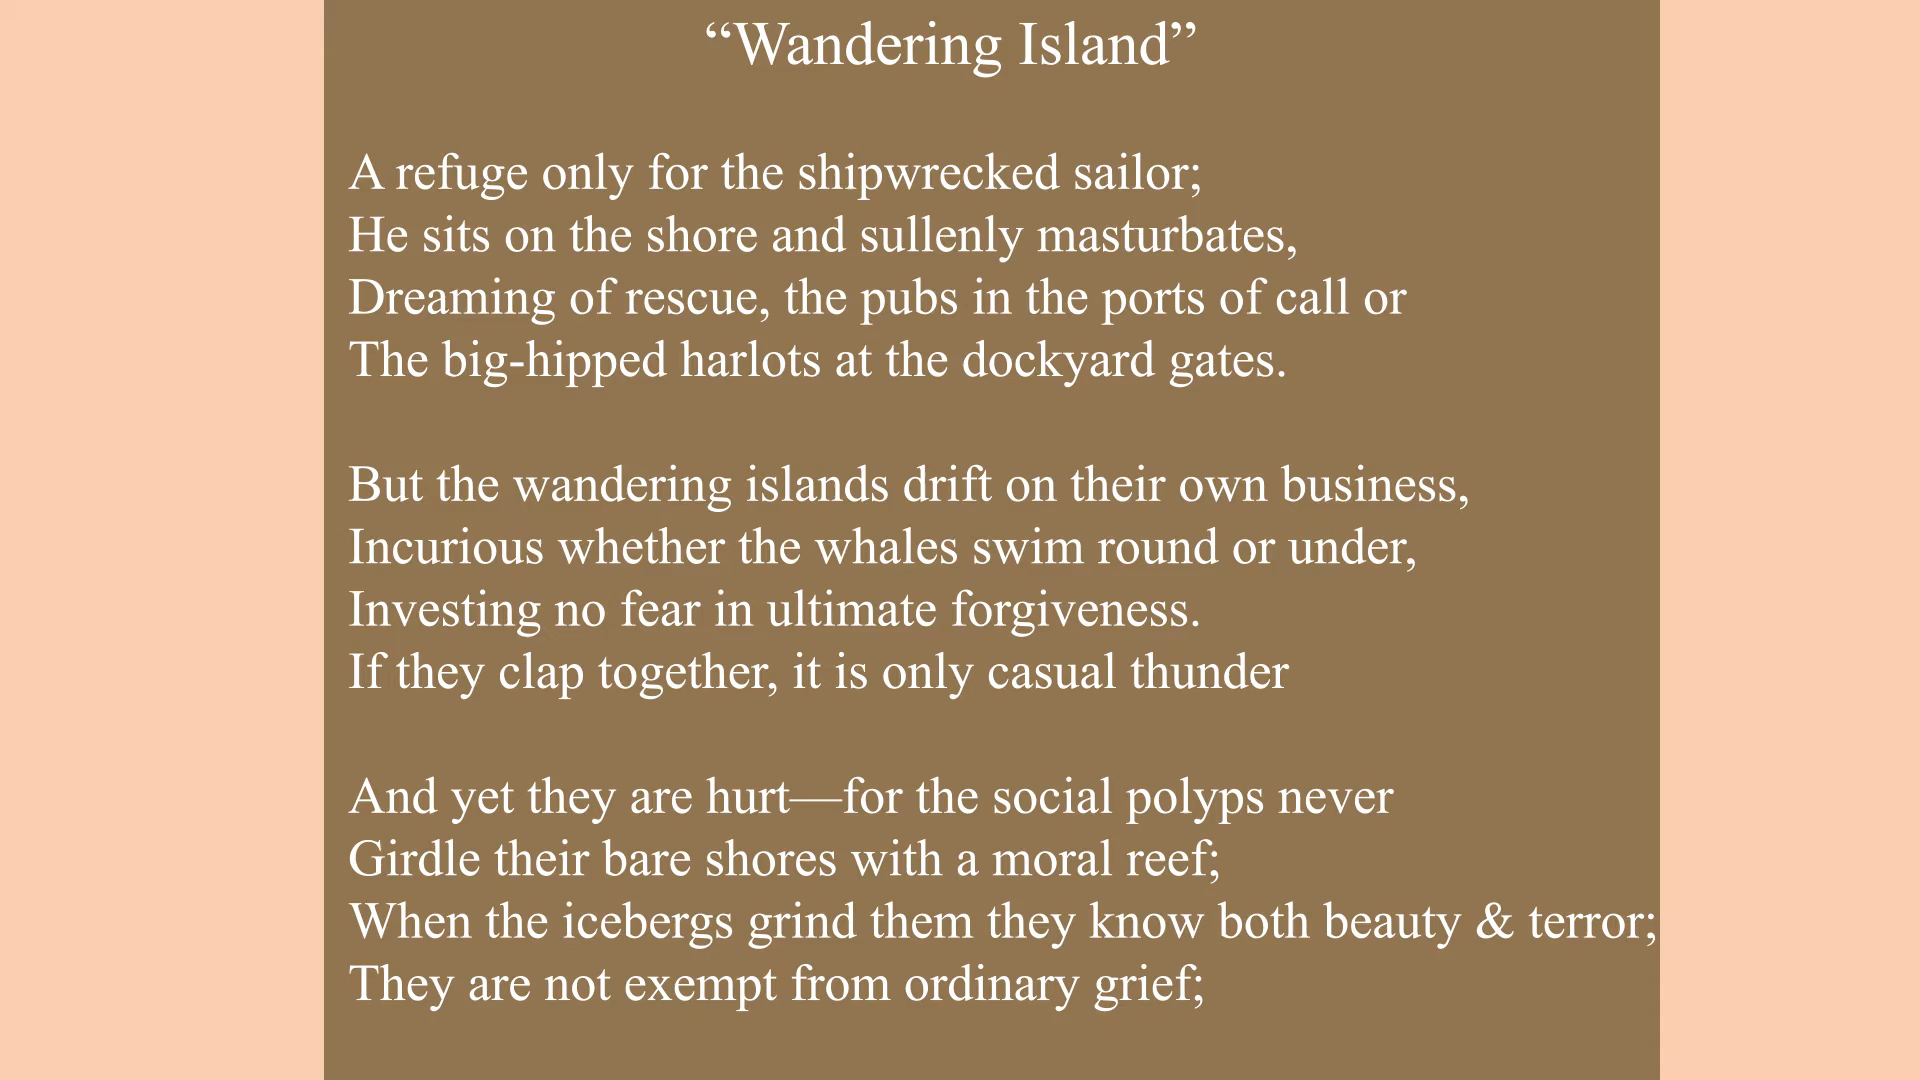 “Wandering Island”
A refuge only for the shipwrecked sailor;
He sits on the shore and sullenly masturbates,
Dreaming of rescue, the pubs in the ports of call or
The big-hipped harlots at the dockyard gates.
But the wandering islands drift on their own business,
Incurious whether the whales swim round or under,
Investing no fear in ultimate forgiveness.
If they clap together, it is only casual thunder
And yet they are hurt—for the social polyps never
Girdle their bare shores with a moral reef;
When the icebergs grind them they know both beauty & terror;
They are not exempt from ordinary grief;